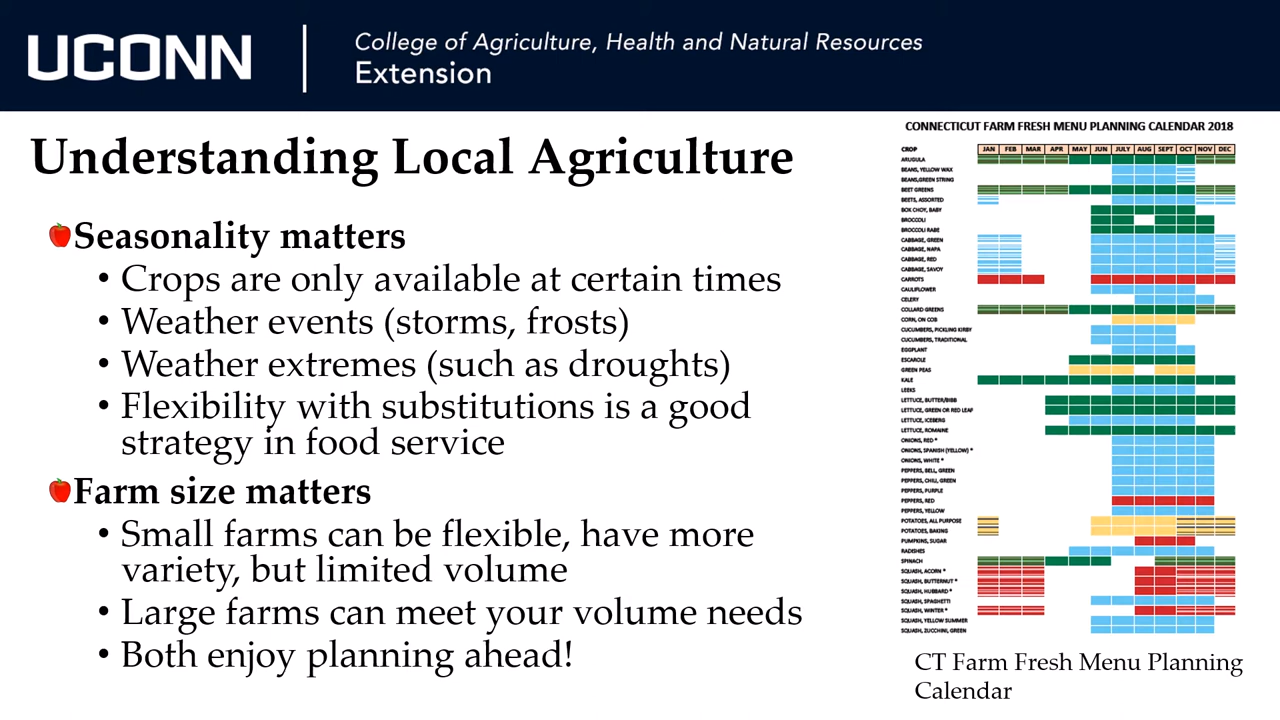 UCONN
College of Agriculture, Health and Natural Resources
Extension
Understanding Local Agriculture
Seasonality matters
• Crops are only available at certain times
• Weather events (storms, frosts)
• Weather extremes (such as droughts)
• Flexibility with substitutions is a good
strategy in food service
Farm size matters
• Small farms can be flexible, have more
variety, but limited volume
• Large farms can meet your volume needs
• Both enjoy planning ahead!
CONNECTICUT FARM FRESH MENU PLANNING CALENDAR 2018
CROP JAN FEB MAR APR MAY JUN JULY AUG SEPT OCT NOV DEC
ARUGULA
BEANS, YELLOW WAX
BEANS,GREEN STRING
BEET GREENS
BEETS, ASSORTED
BOK CHOY, BABY
BROCCOLI
BROCCOLI RABE
CABBAGE, GREEN
CABBAGE, NAPA
CABBAGE, RED
CABBAGE, SAVOY
CARROTS
CAULIFLOWER
CELERY
COLLARD GREENS
CORN, ON COB
CUCUMBERS, PICKLING KIRBY
CUCUMBERS, TRADITIONAL
EGGPLANT
ESCAROLE
GREEN PEAS
KALE
LEEKS
LETTUCE, BUTTER/BIBB
LETTUCE, GREEN OR RED LEAF
LETTUCE, ICEBERG
LETTUCE, ROMAINE
ONIONS, RED *
ONIONS, SPANISH (YELLOW) *
ONIONS, WHITE *
PEPPERS, BELL, GREEN
PEPPERS, CHILI, GREEN
PEPPERS, PURPLE
PEPPERS, RED
PEPPERS, YELLOW
POTATOES, ALL PURPOSE
POTATOES, BAKING
PUMPKINS, SUGAR
RADISHES
SPINACH
SQUASH, ACORN *
SQUASH, BUTTERNUT *
SQUASH, HUBBARD *
SQUASH, SPAGHETTI
SQUASH, WINTER *
SQUASH, YELLOW SUMMER
SQUASH, ZUCCHINI, GREEN
CT Farm Fresh Menu Planning
Calendar